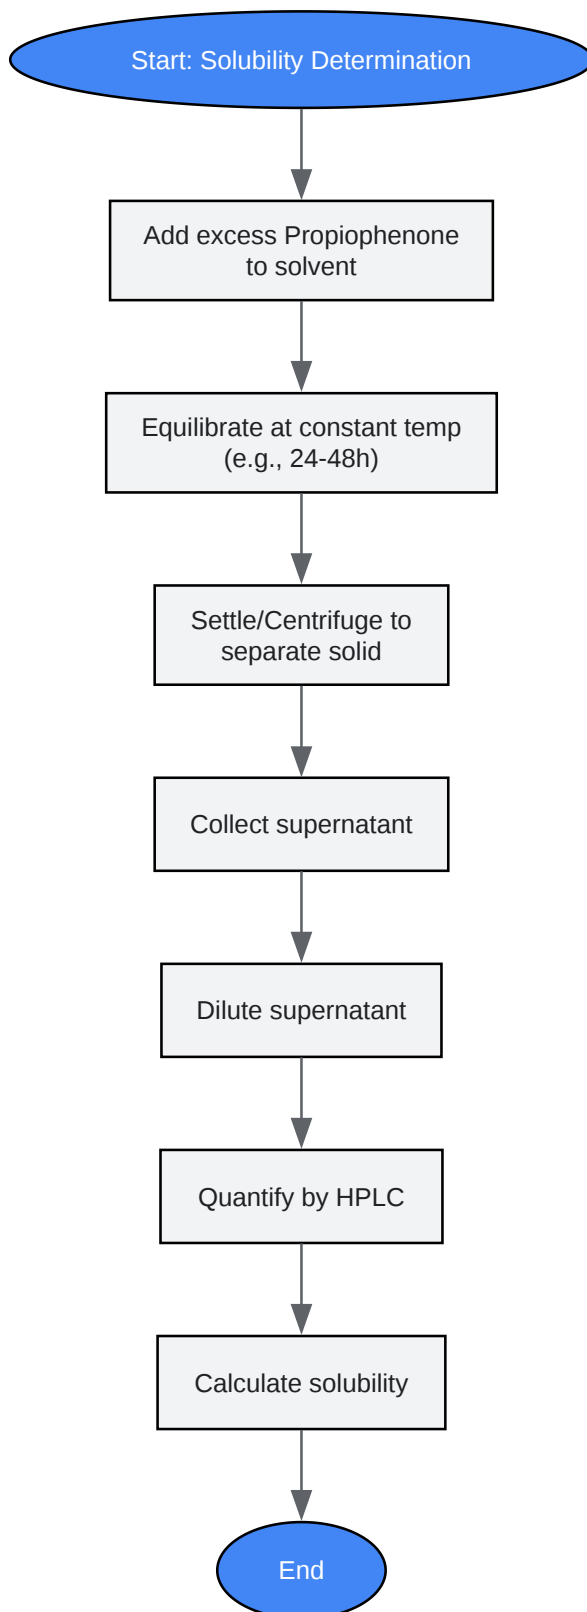 Start: Solubility Determination
Add excess Propiophenone
to solvent
Equilibrate at constant temp
(e.g., 24-48h)
Settle/Centrifuge to
separate solid
Collect supernatant
Dilute supernatant
Quantify by HPLC
Calculate solubility
End